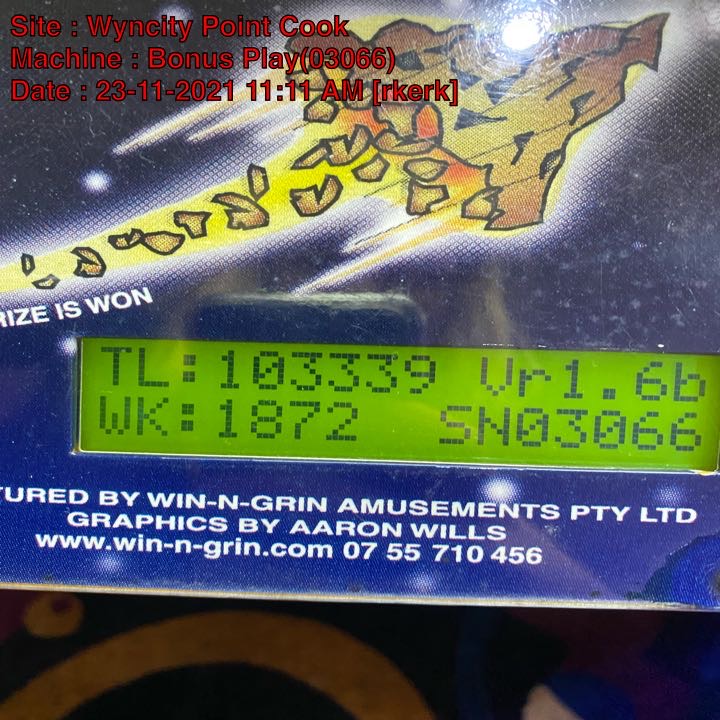 Site : Wyncity Point Cook
Machine : Bonus Play(03066)
Date : 23-11-2021 11:11 AM [rkerk]
RIZE IS WON
TL:103339 Vr1.6b
WK:1872 SN03066
TURED BY WIN-N-GRIN AMUSEMENTS PTY LTD
GRAPHICS BY AARON WILLS
www.win-n-grin.com 07 55 710 456